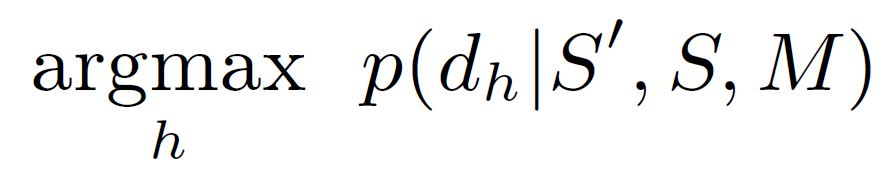 argmax p(d_h|S′, S, M)
h